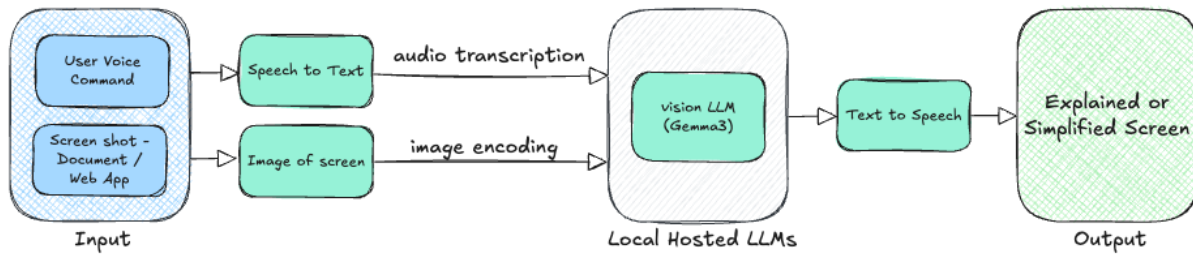 User Voice
Command
Screen shot -
Document /
Web App
Input
Speech to Text
Image of screen
audio transcription
image encoding
vision LLM
(Gemma3)
Local Hosted LLMs
Text to Speech
Explained or
Simplified Screen
Output